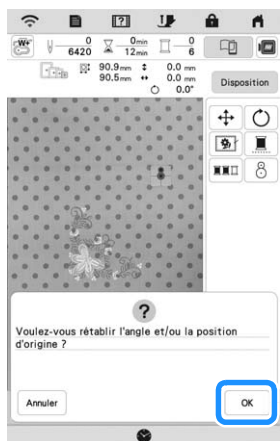 W+
0
6420
0min
12min
0
6
90.9mm
0.0 mm
90.5mm
0.0 mm
0.0°
Disposition
?
Voulez-vous rétablir l'angle et/ou la position
d'origine ?
Annuler
OK